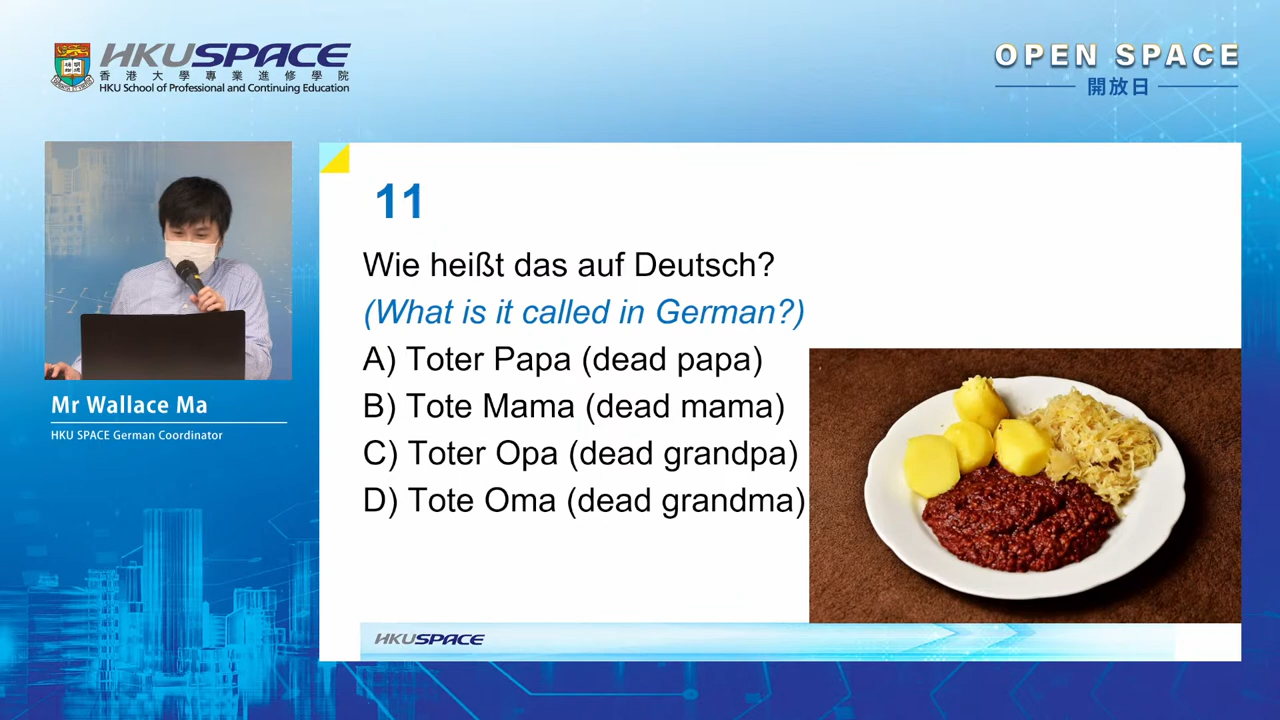 HKUSPACE
香港大學專業進修學院
HKU School of Professional and Continuing Education
OPEN SPACE
開放日
Mr Wallace Ma
HKU SPACE German Coordinator
11
Wie heißt das auf Deutsch?
(What is it called in German?)
A) Toter Papa (dead papa)
B) Tote Mama (dead mama)
C) Toter Opa (dead grandpa)
D) Tote Oma (dead grandma)
HKUSPACE